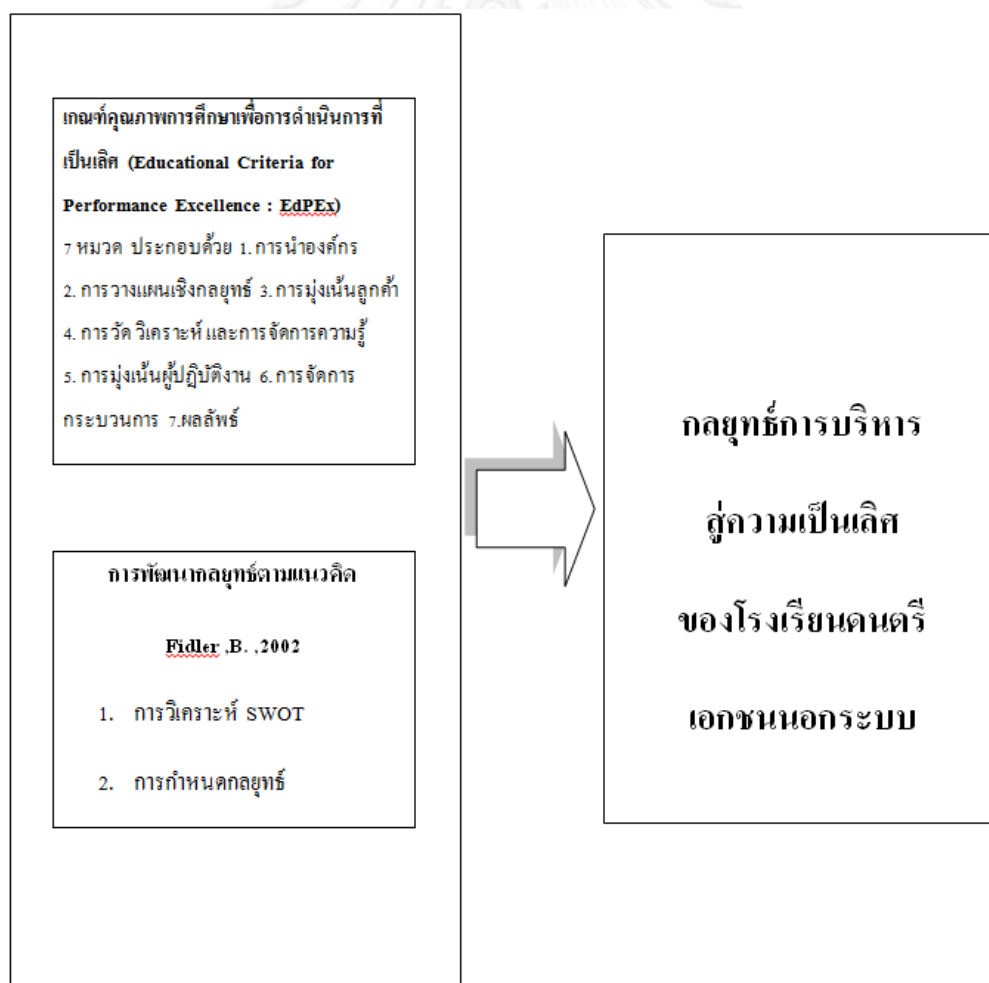 เกณฑ์คุณภาพการศึกษาเพื่อการดำเนินการที่
เป็นเลิศ (Educational Criteria for
Performance Excellence : EdPEx)
7 หมวด ประกอบด้วย 1. การนำองค์กร
2. การวางแผนเชิงกลยุทธ์ 3. การมุ่งเน้นลูกค้า
4. การวัด วิเคราะห์ และการจัดการความรู้
5. การมุ่งเน้นผู้ปฏิบัติงาน 6. การจัดการ
กระบวนการ 7.ผลลัพธ์
การพัฒนากลยุทธ์ตามแนวคิด
Fidler ,B. ,2002
1. การวิเคราะห์ SWOT
2. การกำหนดกลยุทธ์
กลยุทธ์การบริหาร
สู่ความเป็นเลิศ
ของโรงเรียนดนตรี
เอกชนนอกระบบ